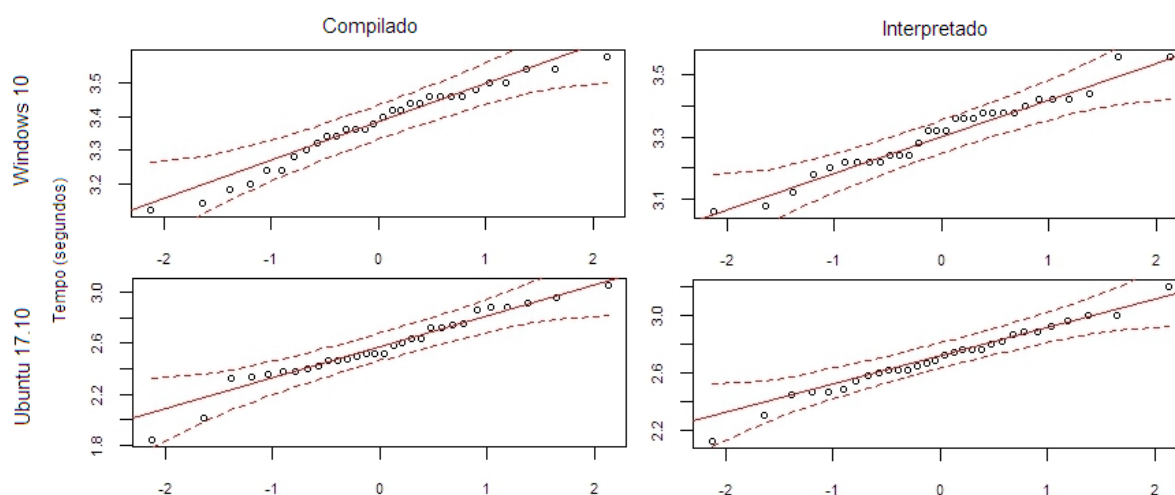 Compilado
Interpretado
Windows 10
Ubuntu 17.10
Tempo (segundos)
3.5
3.4
3.3
3.2
-2 -1 0 1 2
3.5
3.3
3.1
-2 -1 0 1 2
3.0
2.6
2.2
1.8
-2 -1 0 1 2
3.0
2.6
2.2
-2 -1 0 1 2